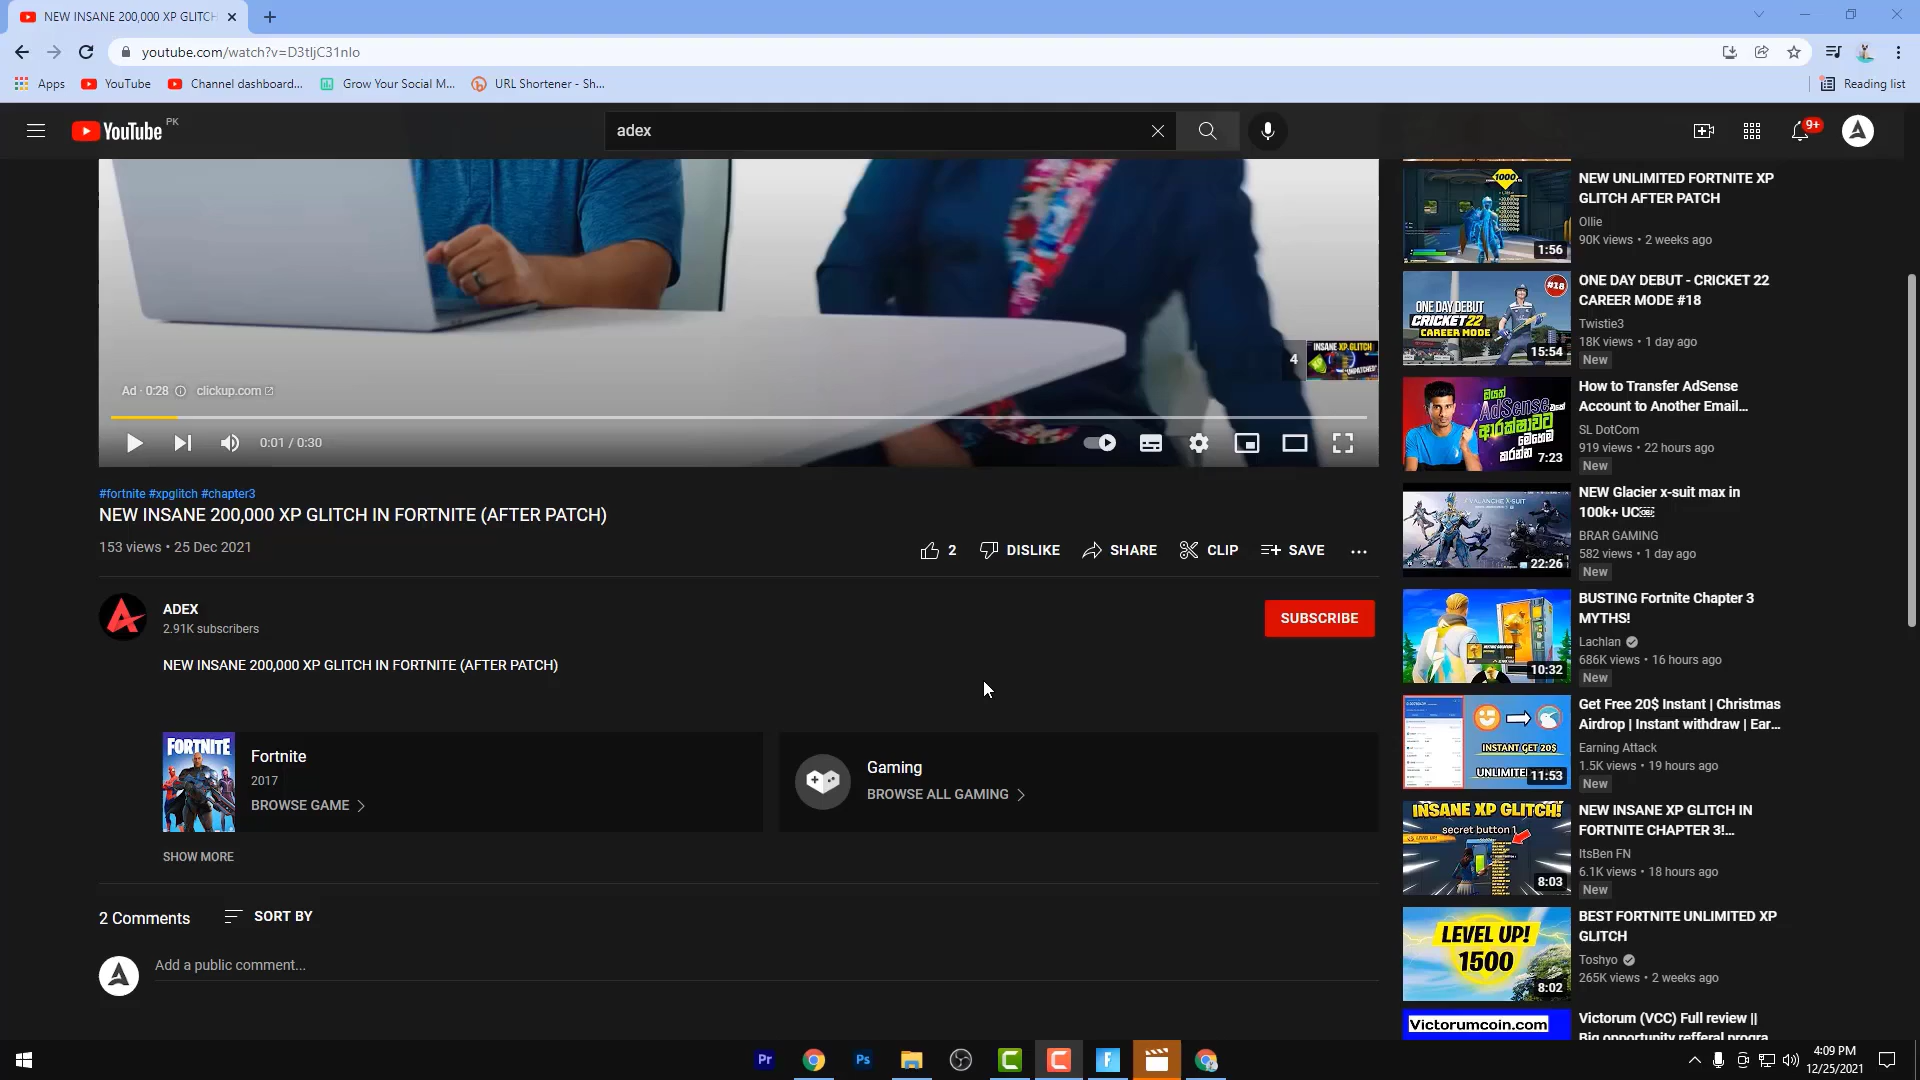 NEW INSANE 200,000 XP GLITCH
youtube.com/watch?v=D3tIjC31nIo
Apps
YouTube
Channel dashboard...
Grow Your Social M...
URL Shortener - Sh...
Reading list
YouTube PK
adex
9+
4
INSANE XP GLITCH
UNPATCHED
Ad · 0:28
clickup.com
0:01 / 0:30
#fortnite #xpglitch #chapter3
NEW INSANE 200,000 XP GLITCH IN FORTNITE (AFTER PATCH)
153 views • 25 Dec 2021
2
DISLIKE
SHARE
CLIP
SAVE
ADEX
2.91K subscribers
SUBSCRIBE
NEW INSANE 200,000 XP GLITCH IN FORTNITE (AFTER PATCH)
FORTNITE
Fortnite
2017
BROWSE GAME
Gaming
BROWSE ALL GAMING
SHOW MORE
2 Comments
SORT BY
Add a public comment...
1000
1:56
NEW UNLIMITED FORTNITE XP
GLITCH AFTER PATCH
Ollie
90K views • 2 weeks ago
#18
ONE DAY DEBUT
CRICKET 22
CAREER MODE
15:54
ONE DAY DEBUT - CRICKET 22
CAREER MODE #18
Twistie3
18K views • 1 day ago
New
AdSense
7:23
How to Transfer AdSense
Account to Another Email...
SL DotCom
919 views • 22 hours ago
New
22:26
NEW Glacier x-suit max in
100k+ UC
BRAR GAMING
582 views • 1 day ago
New
10:32
BUSTING Fortnite Chapter 3
MYTHS!
Lachlan
686K views • 16 hours ago
New
INSTANT GET 20$
UNLIMITE
11:53
Get Free 20$ Instant | Christmas
Airdrop | Instant withdraw | Ear...
Earning Attack
1.5K views • 19 hours ago
New
INSANE XP GLITCH!
secret button 1
LEVEL UP!
8:03
NEW INSANE XP GLITCH IN
FORTNITE CHAPTER 3!...
ItsBen FN
6.1K views • 18 hours ago
New
LEVEL UP!
1500
8:02
BEST FORTNITE UNLIMITED XP
GLITCH
Toshyo
265K views • 2 weeks ago
Victorumcoin.com
Victorum (VCC) Full review ||
Big opportunity refferal progra
Pr
Ps
4:09 PM
12/25/2021